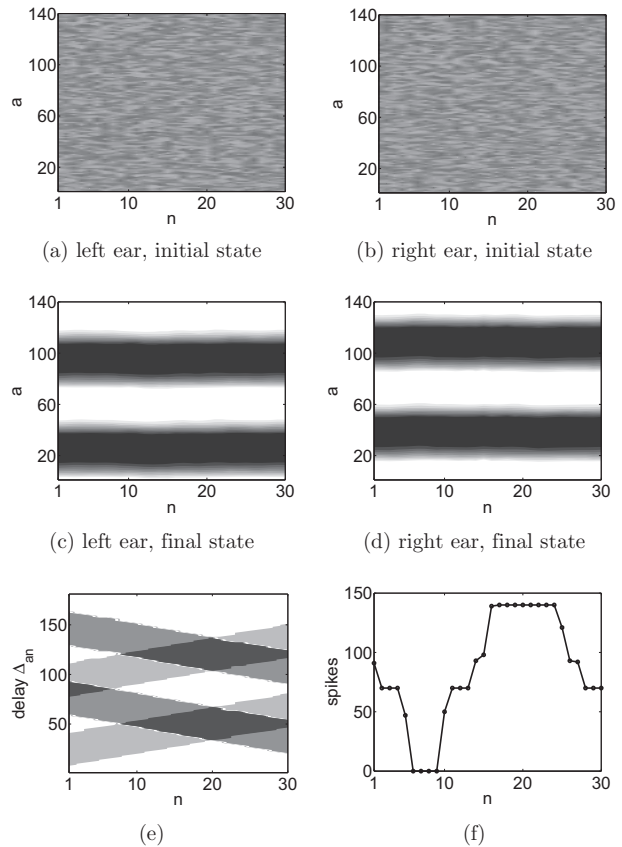 140
100
60
20
a
1
10
20
30
n
(a) left ear, initial state
140
100
60
20
a
1
10
20
30
n
(b) right ear, initial state
140
100
60
20
a
1
10
20
30
n
(c) left ear, final state
140
100
60
20
a
1
10
20
30
n
(d) right ear, final state
150
100
50
delay Δan
1
10
20
30
n
(e)
150
100
50
0
spikes
1
10
20
30
n
(f)